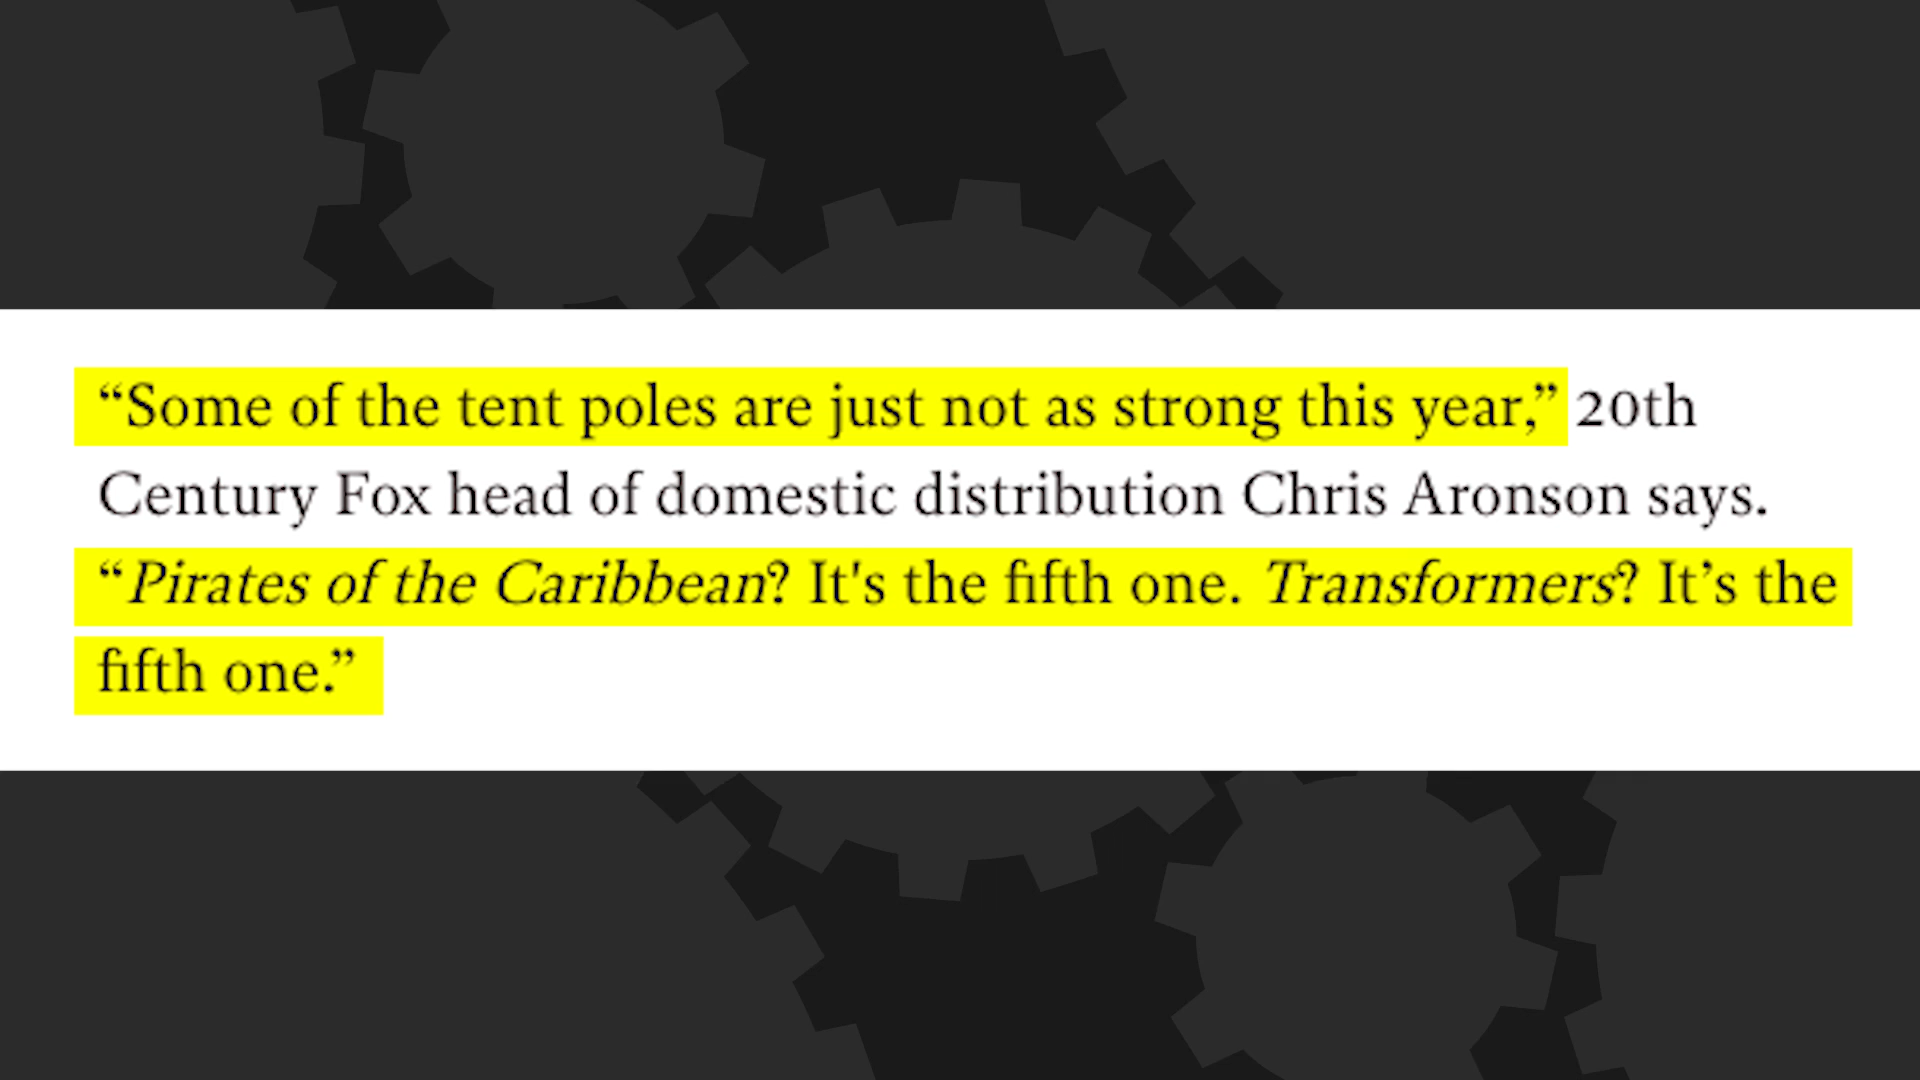 “Some of the tent poles are just not as strong this year,” 20th
Century Fox head of domestic distribution Chris Aronson says.
“Pirates of the Caribbean? It's the fifth one. Transformers? It’s the
fifth one.”